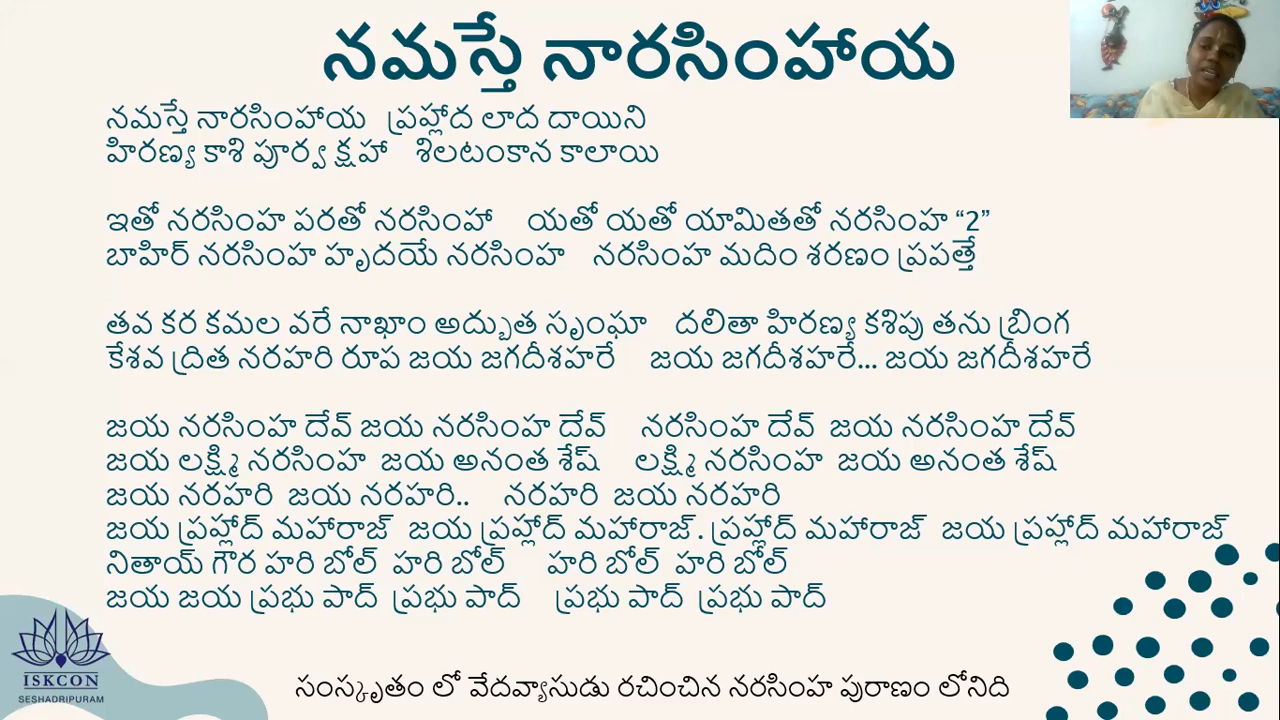 నమస్తే నారసింహాయ
నమస్తే నారసింహాయ ప్రహ్లాద లాద దాయిని
హిరణ్య కాశి పూర్వ క్షహా శిలటంకాన కాలాయి
ఇతో నరసింహ పరతో నరసింహా యతో యతో యామితతో నరసింహ “2”
బాహిర్ నరసింహ హృదయే నరసింహ నరసింహ మదిం శరణం ప్రపత్తే
తవ కర కమల వరే నాఖాం అద్భుత సృంఘా దలితా హిరణ్య కశిపు తను బ్రింగ
కేశవ ద్రిత నరహరి రూప జయ జగదీశహరే జయ జగదీశహరే... జయ జగదీశహరే
జయ నరసింహ దేవ్ జయ నరసింహ దేవ్ నరసింహ దేవ్ జయ నరసింహ దేవ్
జయ లక్ష్మి నరసింహ జయ అనంత శేష్ లక్ష్మి నరసింహ జయ అనంత శేష్
జయ నరహరి జయ నరహరి.. నరహరి జయ నరహరి
జయ ప్రహ్లాద్ మహారాజ్ జయ ప్రహ్లాద్ మహారాజ్. ప్రహ్లాద్ మహారాజ్ జయ ప్రహ్లాద్ మహారాజ్
నితాయ్ గౌర హరి బోల్ హరి బోల్ హరి బోల్ హరి బోల్
జయ జయ ప్రభు పాద్ ప్రభు పాద్ ప్రభు పాద్ ప్రభు పాద్
ISKCON
SESHADRIPURAM
సంస్కృతం లో వేదవ్యాసుడు రచించిన నరసింహ పురాణం లోనిది